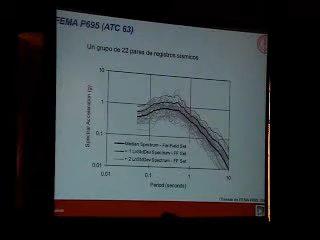 FEMA P695 (ATC 63)
Un grupo de 22 pares de registros sísmicos
Spectral Acceleration (g)
10
1
0.1
0.01
Median Spectrum - Far-Field Set
+ 1 LnStdDev Spectrum - FF Set
+ 2 LnStdDev Spectrum - FF Set
0.01
0.1
1
10
Period (seconds)